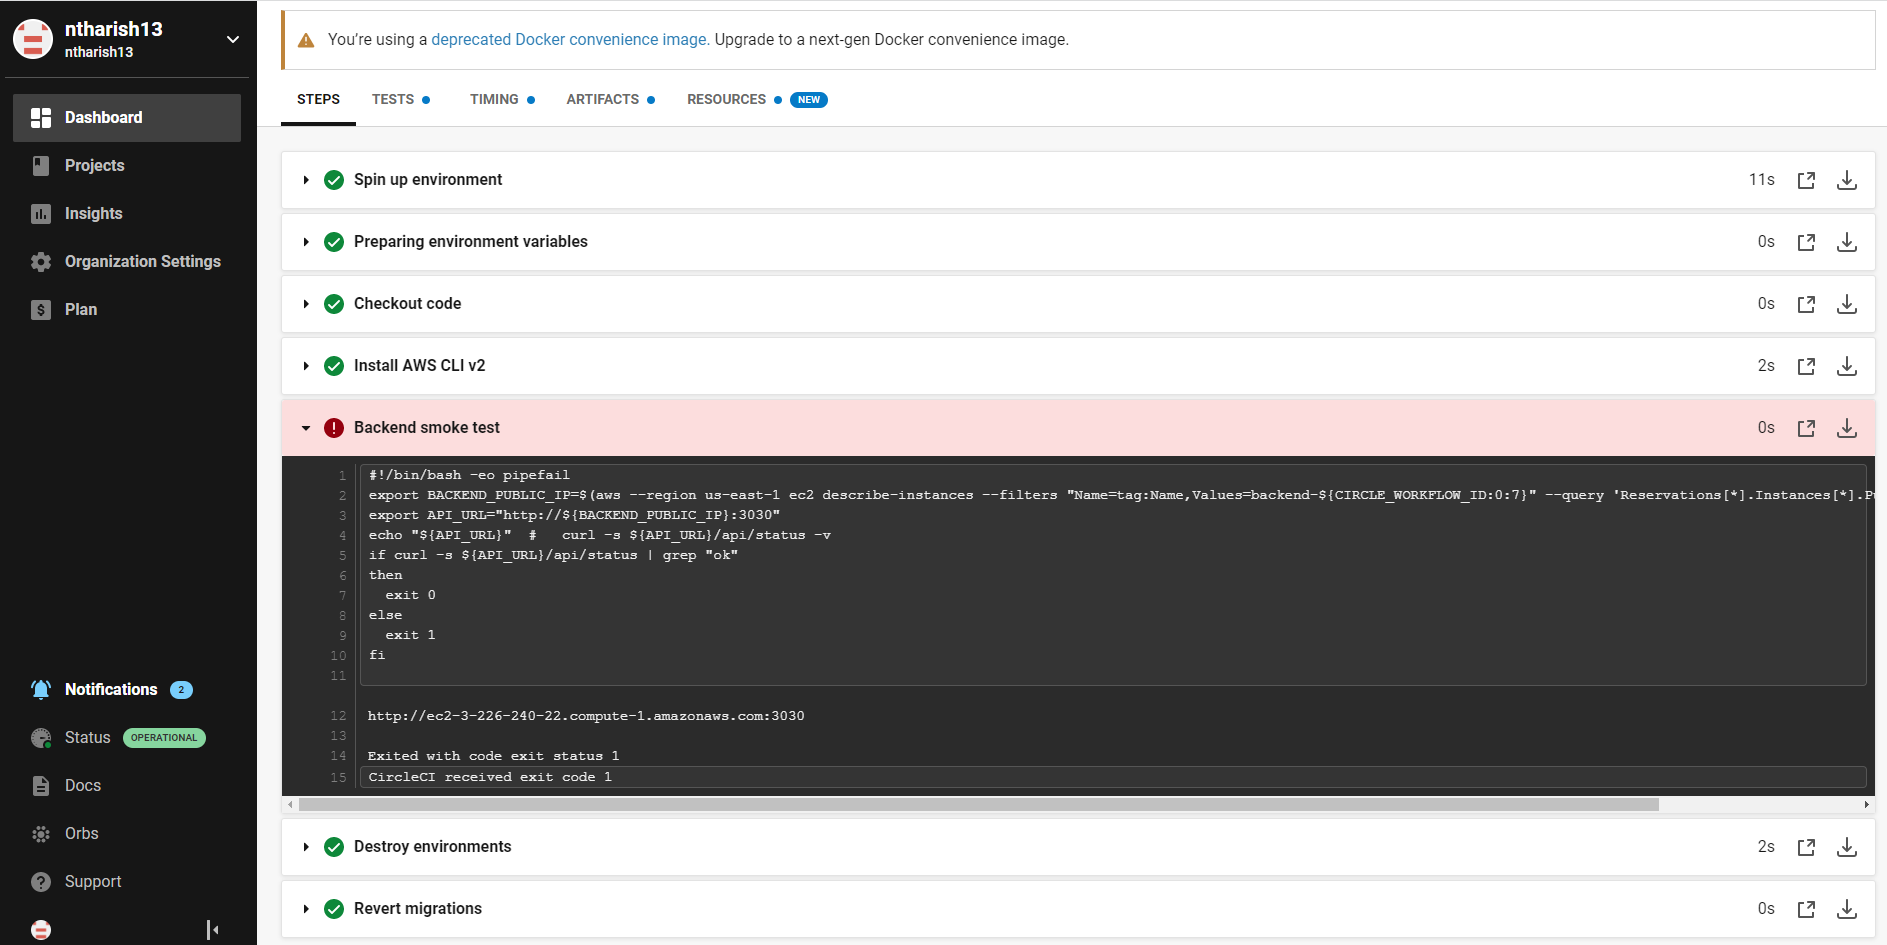 ntharish13
ntharish13
Dashboard
Projects
Insights
Organization Settings
$ Plan
Notifications 2
Status OPERATIONAL
Docs
Orbs
? Support
You’re using a deprecated Docker convenience image. Upgrade to a next-gen Docker convenience image.
STEPS TESTS TIMING ARTIFACTS RESOURCES NEW
Spin up environment 11s
Preparing environment variables 0s
Checkout code 0s
Install AWS CLI v2 2s
! Backend smoke test 0s
1 #!/bin/bash -eo pipefail
2 export BACKEND_PUBLIC_IP=$(aws --region us-east-1 ec2 describe-instances --filters "Name=tag:Name,Values=backend-${CIRCLE_WORKFLOW_ID:0:7}" --query 'Reservations[*].Instances[*].P
3 export API_URL="http://${BACKEND_PUBLIC_IP}:3030"
4 echo "${API_URL}"  #   curl -s ${API_URL}/api/status -v
5 if curl -s ${API_URL}/api/status | grep "ok"
6 then
7   exit 0
8 else
9   exit 1
10 fi
11
12 http://ec2-3-226-240-22.compute-1.amazonaws.com:3030
13
14 Exited with code exit status 1
15 CircleCI received exit code 1
Destroy environments 2s
Revert migrations 0s